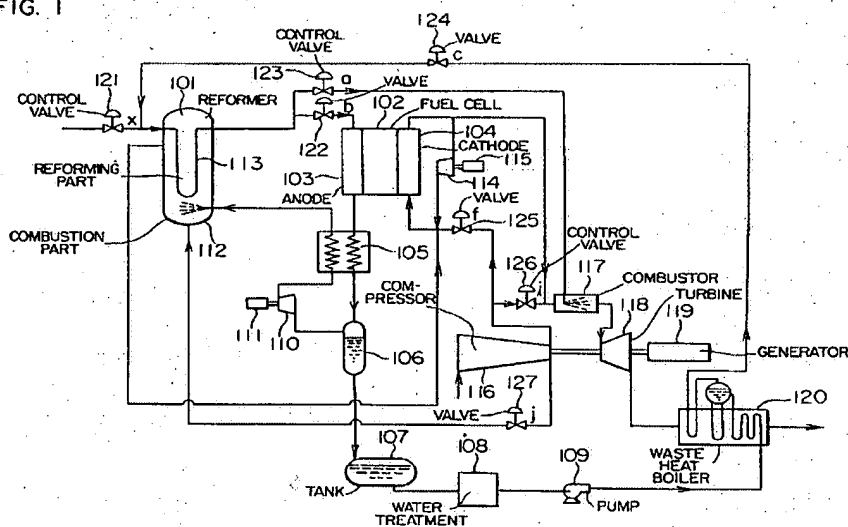 FIG. 1
124
VALVE
c
CONTROL
VALVE
123
a
VALVE
121
101
CONTROL
VALVE
x
REFORMER
b
102
FUEL CELL
122
104
CATHODE
REFORMING
PART
113
103
ANODE
115
114
VALVE
f
125
COMBUSTION
PART
112
105
CONTROL
VALVE
126
i
117
COMBUSTOR
118
TURBINE
COM-
PRESSOR
119
111
110
106
GENERATOR
116
127
VALVE
j
120
107
TANK
108
WATER
TREATMENT
109
PUMP
WASTE
HEAT
BOILER